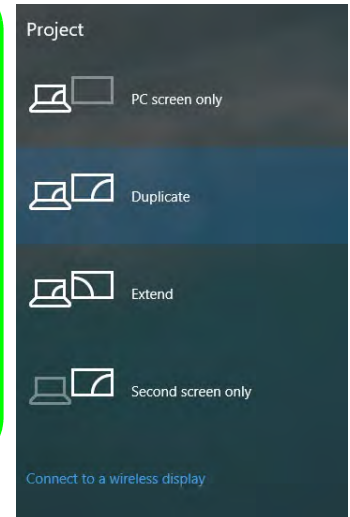 Project
PC screen only
Duplicate
Extend
Second screen only
Connect to a wireless display